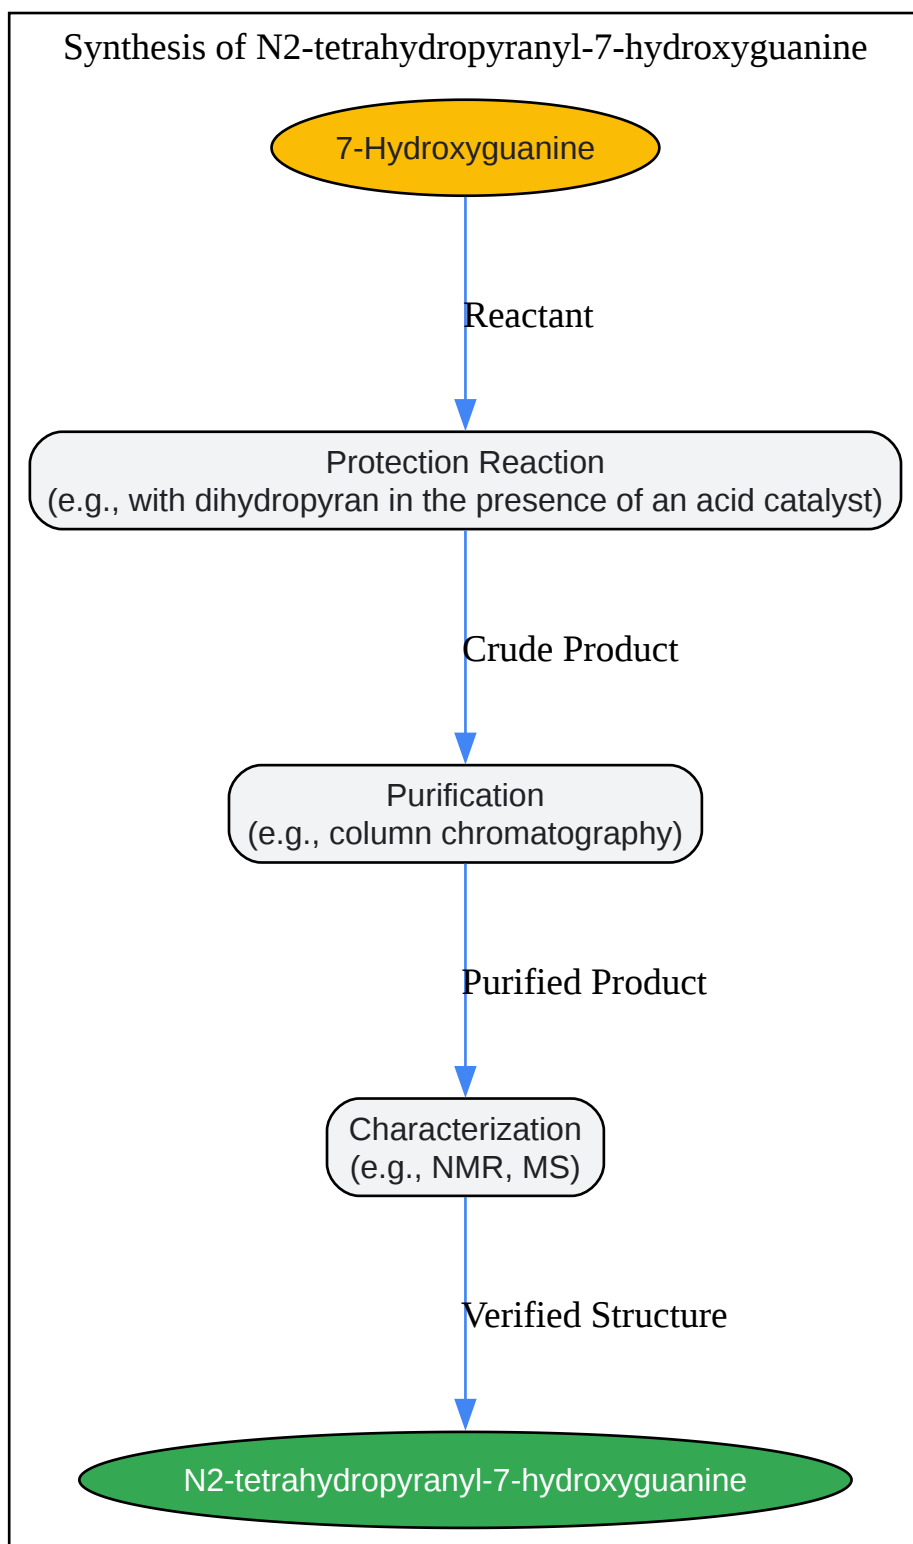 Synthesis of N2-tetrahydropyranyl-7-hydroxyguanine
7-Hydroxyguanine
Reactant
Protection Reaction
(e.g., with dihydropyran in the presence of an acid catalyst)
Crude Product
Purification
(e.g., column chromatography)
Purified Product
Characterization
(e.g., NMR, MS)
Verified Structure
N2-tetrahydropyranyl-7-hydroxyguanine